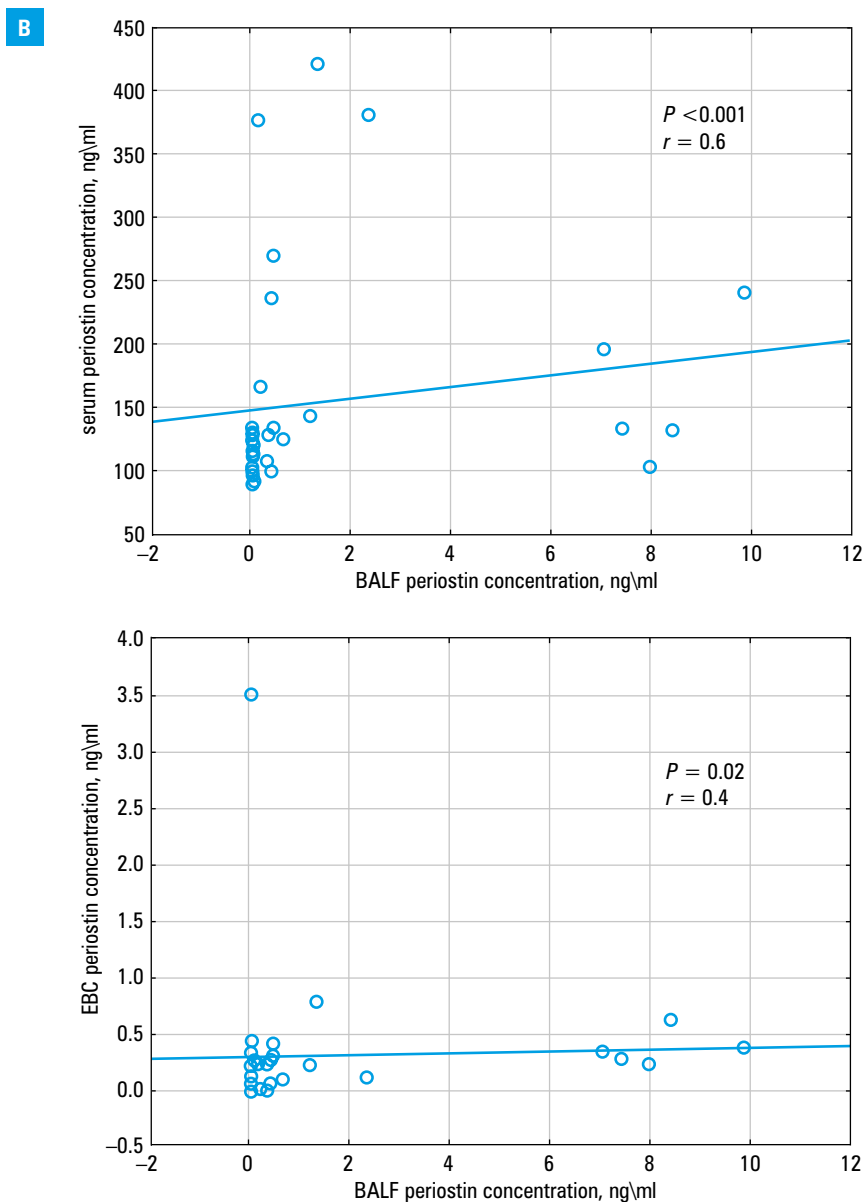 B
450
400
350
300
250
200
150
100
50
serum periostin concentration, ng\ml
P <0.001
r = 0.6
–2 0 2 4 6 8 10 12
BALF periostin concentration, ng\ml
4.0
3.5
3.0
2.5
2.0
1.5
1.0
0.5
0.0
–0.5
EBC periostin concentration, ng\ml
P = 0.02
r = 0.4
–2 0 2 4 6 8 10 12
BALF periostin concentration, ng\ml